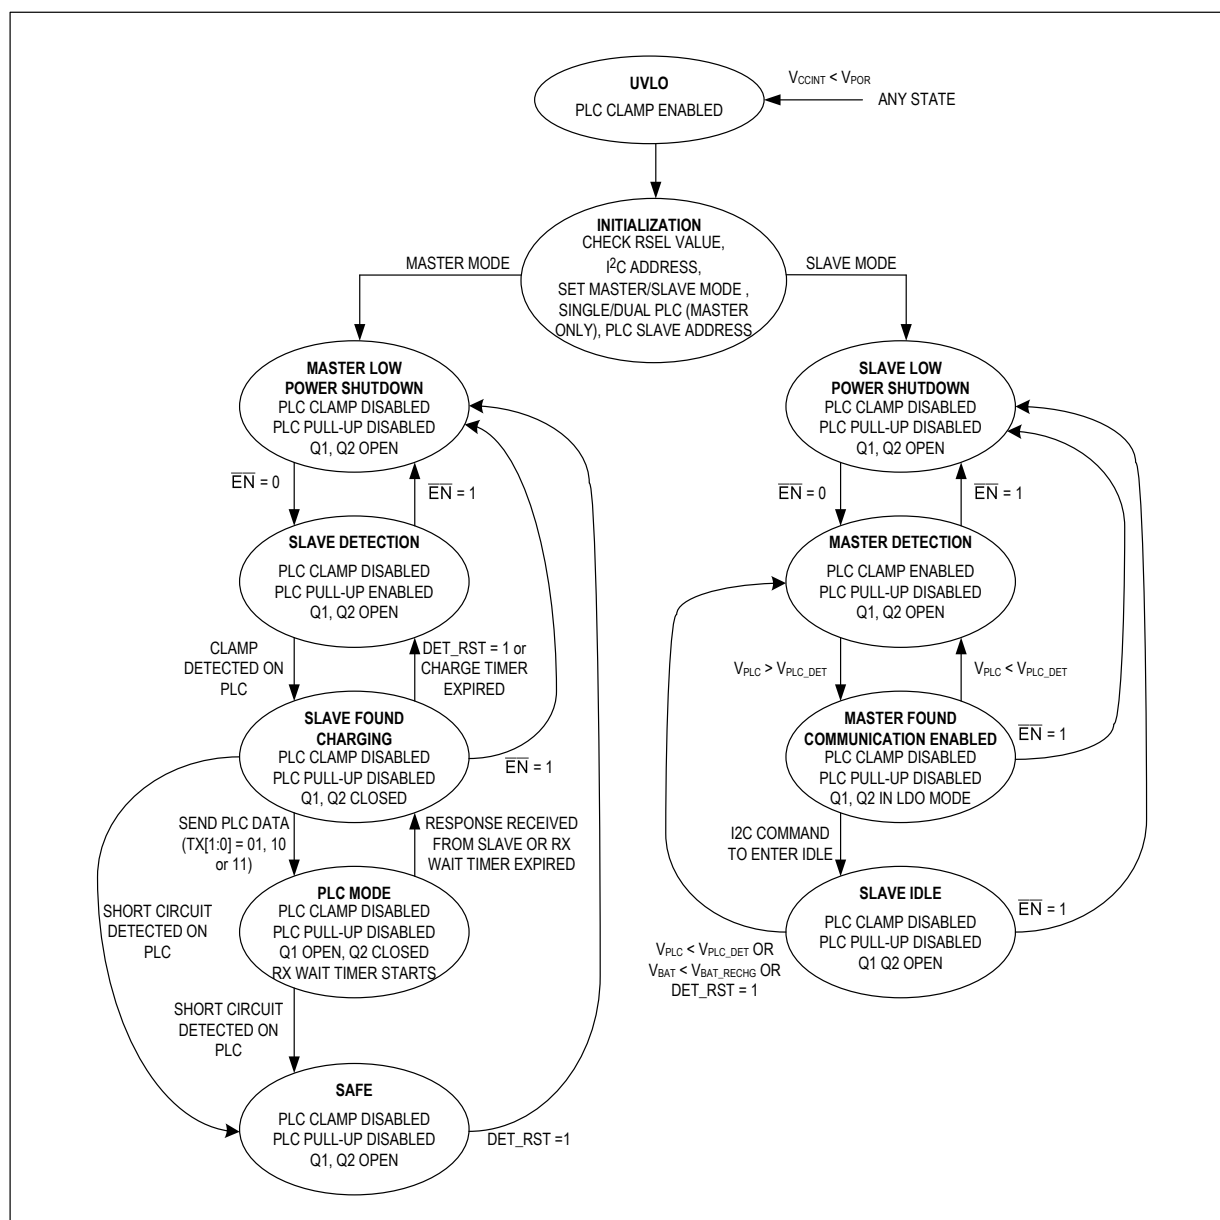 UVLO
PLC CLAMP ENABLED
VCCINT < VPOR
ANY STATE
INITIALIZATION
CHECK RSEL VALUE,
I2C ADDRESS,
SET MASTER/SLAVE MODE ,
SINGLE/DUAL PLC (MASTER
ONLY), PLC SLAVE ADDRESS
MASTER MODE
SLAVE MODE
MASTER LOW
POWER SHUTDOWN
PLC CLAMP DISABLED
PLC PULL-UP DISABLED
Q1, Q2 OPEN
EN = 0
EN = 1
SLAVE DETECTION
PLC CLAMP DISABLED
PLC PULL-UP ENABLED
Q1, Q2 OPEN
CLAMP
DETECTED ON
PLC
DET_RST = 1 or
CHARGE TIMER
EXPIRED
SLAVE FOUND
CHARGING
PLC CLAMP DISABLED
PLC PULL-UP DISABLED
Q1, Q2 CLOSED
EN = 1
SEND PLC DATA
(TX[1:0] = 01, 10
or 11)
RESPONSE RECEIVED
FROM SLAVE OR RX
WAIT TIMER EXPIRED
PLC MODE
PLC CLAMP DISABLED
PLC PULL-UP DISABLED
Q1 OPEN, Q2 CLOSED
RX WAIT TIMER STARTS
SHORT CIRCUIT
DETECTED ON
PLC
SHORT CIRCUIT
DETECTED ON
PLC
SAFE
PLC CLAMP DISABLED
PLC PULL-UP DISABLED
Q1, Q2 OPEN
DET_RST =1
SLAVE LOW
POWER SHUTDOWN
PLC CLAMP DISABLED
PLC PULL-UP DISABLED
Q1, Q2 OPEN
EN = 0
EN = 1
MASTER DETECTION
PLC CLAMP ENABLED
PLC PULL-UP DISABLED
Q1, Q2 OPEN
VPLC > VPLC_DET
VPLC < VPLC_DET
MASTER FOUND
COMMUNICATION ENABLED
PLC CLAMP DISABLED
PLC PULL-UP DISABLED
Q1, Q2 IN LDO MODE
EN = 1
I2C COMMAND
TO ENTER IDLE
SLAVE IDLE
PLC CLAMP DISABLED
PLC PULL-UP DISABLED
Q1 Q2 OPEN
EN = 1
VPLC < VPLC_DET OR
VBAT < VBAT_RECHG OR
DET_RST = 1